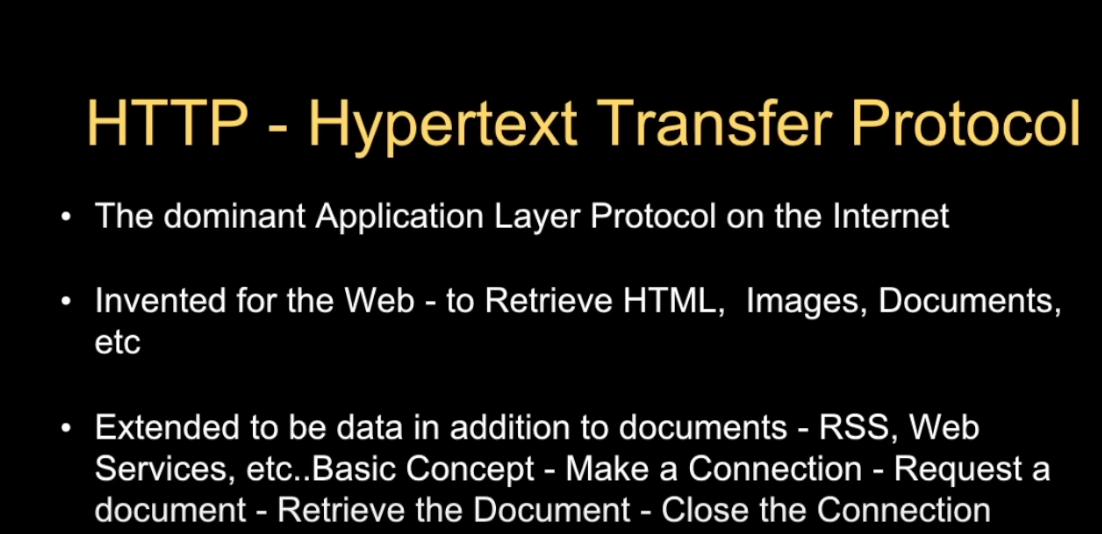 HTTP - Hypertext Transfer Protocol
• The dominant Application Layer Protocol on the Internet
• Invented for the Web - to Retrieve HTML,  Images, Documents,
etc
• Extended to be data in addition to documents - RSS, Web
Services, etc..Basic Concept - Make a Connection - Request a
document - Retrieve the Document - Close the Connection